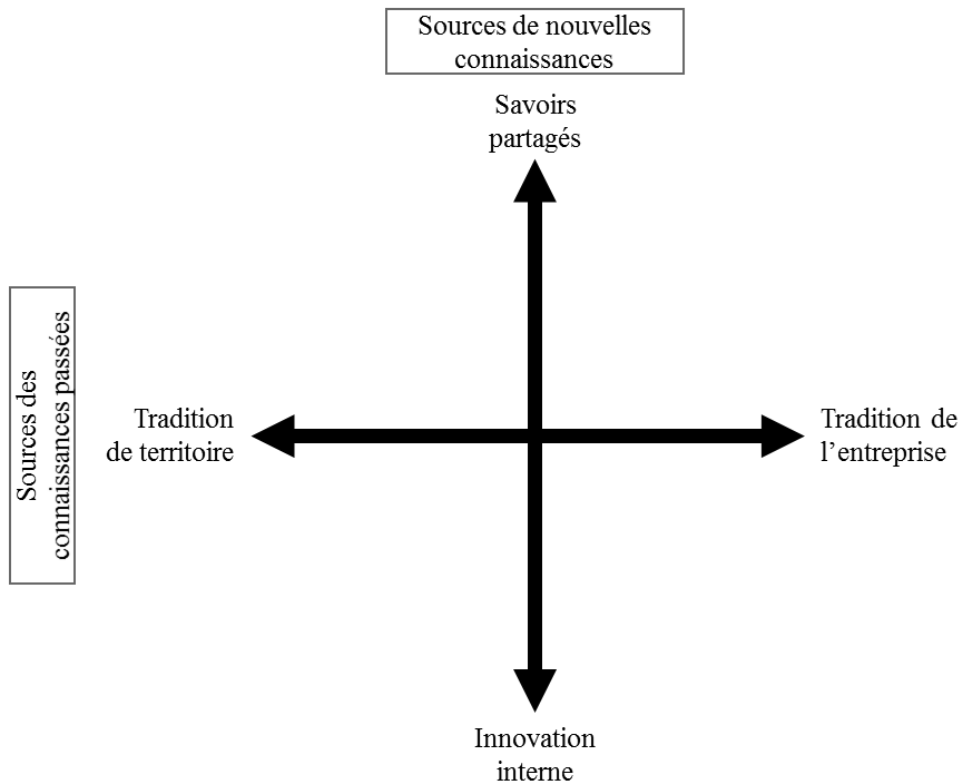 Sources de nouvelles
connaissances
Savoirs
partagés
Sources des
connaissances passées
Tradition
de territoire
Tradition de
l’entreprise
Innovation
interne